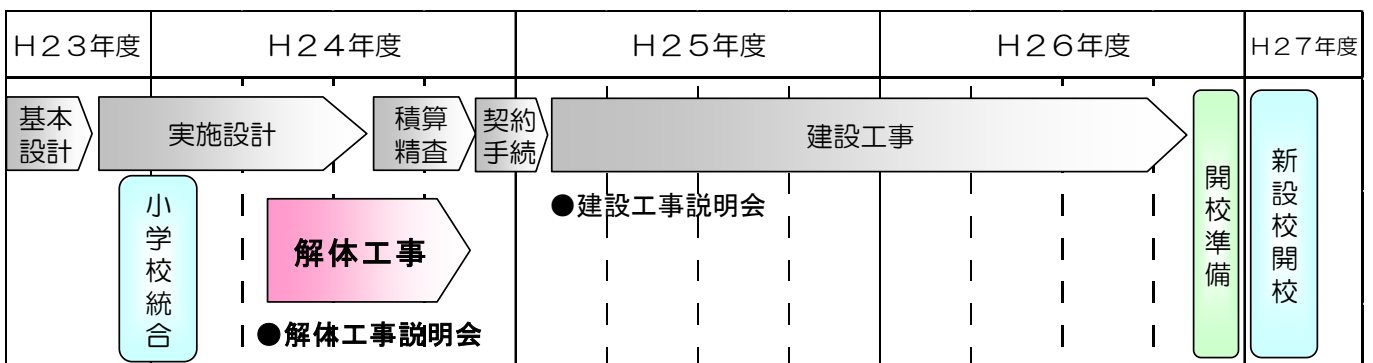 H23年度
H24年度
H25年度
H26年度
H27年度
基本
設計
実施設計
積算
精査
契約
手続
建設工事
小学校統合
解体工事
●解体工事説明会
●建設工事説明会
開校準備
新設校開校